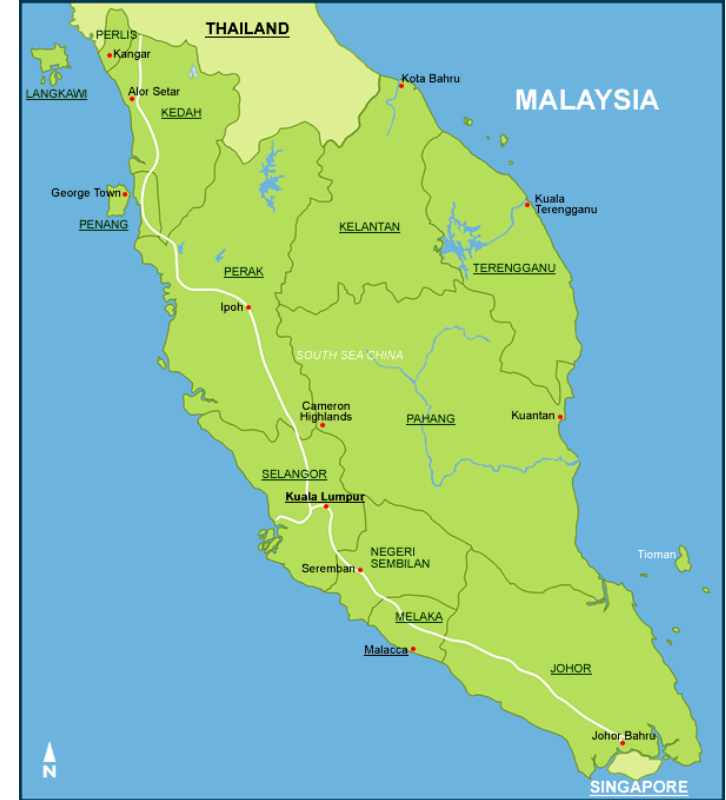 THAILAND
PERLIS
Kangar
Kota Bahru
LANGKAWI
Alor Setar
MALAYSIA
KEDAH
George Town
Kuala
Terengganu
PENANG
KELANTAN
PERAK
TERENGGANU
Ipoh
SOUTH SEA CHINA
Cameron
Highlands
PAHANG
Kuantan
SELANGOR
Kuala Lumpur
NEGERI
SEMBILAN
Tioman
Seremban
MELAKA
Malacca
JOHOR
Johor Bahru
N
SINGAPORE